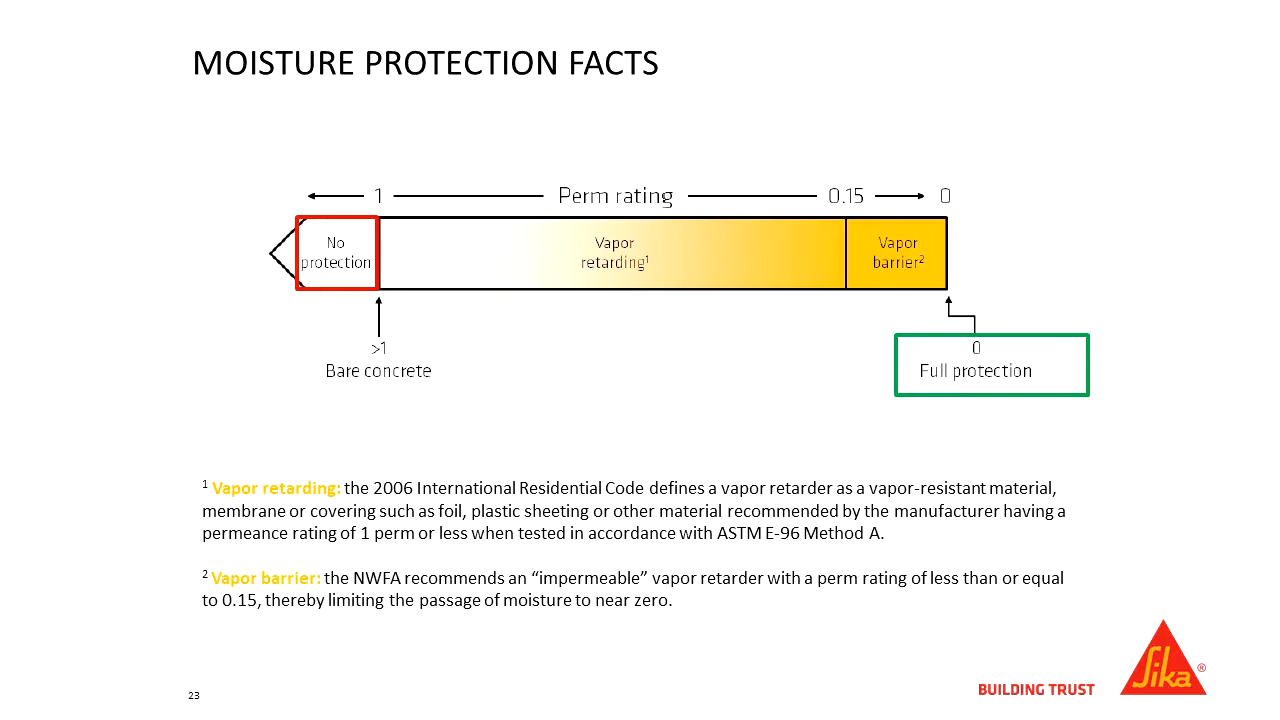 MOISTURE PROTECTION FACTS
1 Perm rating 0.15 0
No
protection
Vapor
retarding¹
Vapor
barrier²
>1
Bare concrete
0
Full protection
¹ Vapor retarding: the 2006 International Residential Code defines a vapor retarder as a vapor-resistant material,
membrane or covering such as foil, plastic sheeting or other material recommended by the manufacturer having a
permeance rating of 1 perm or less when tested in accordance with ASTM E-96 Method A.
² Vapor barrier: the NWFA recommends an “impermeable” vapor retarder with a perm rating of less than or equal
to 0.15, thereby limiting the passage of moisture to near zero.
23
BUILDING TRUST
Sika®